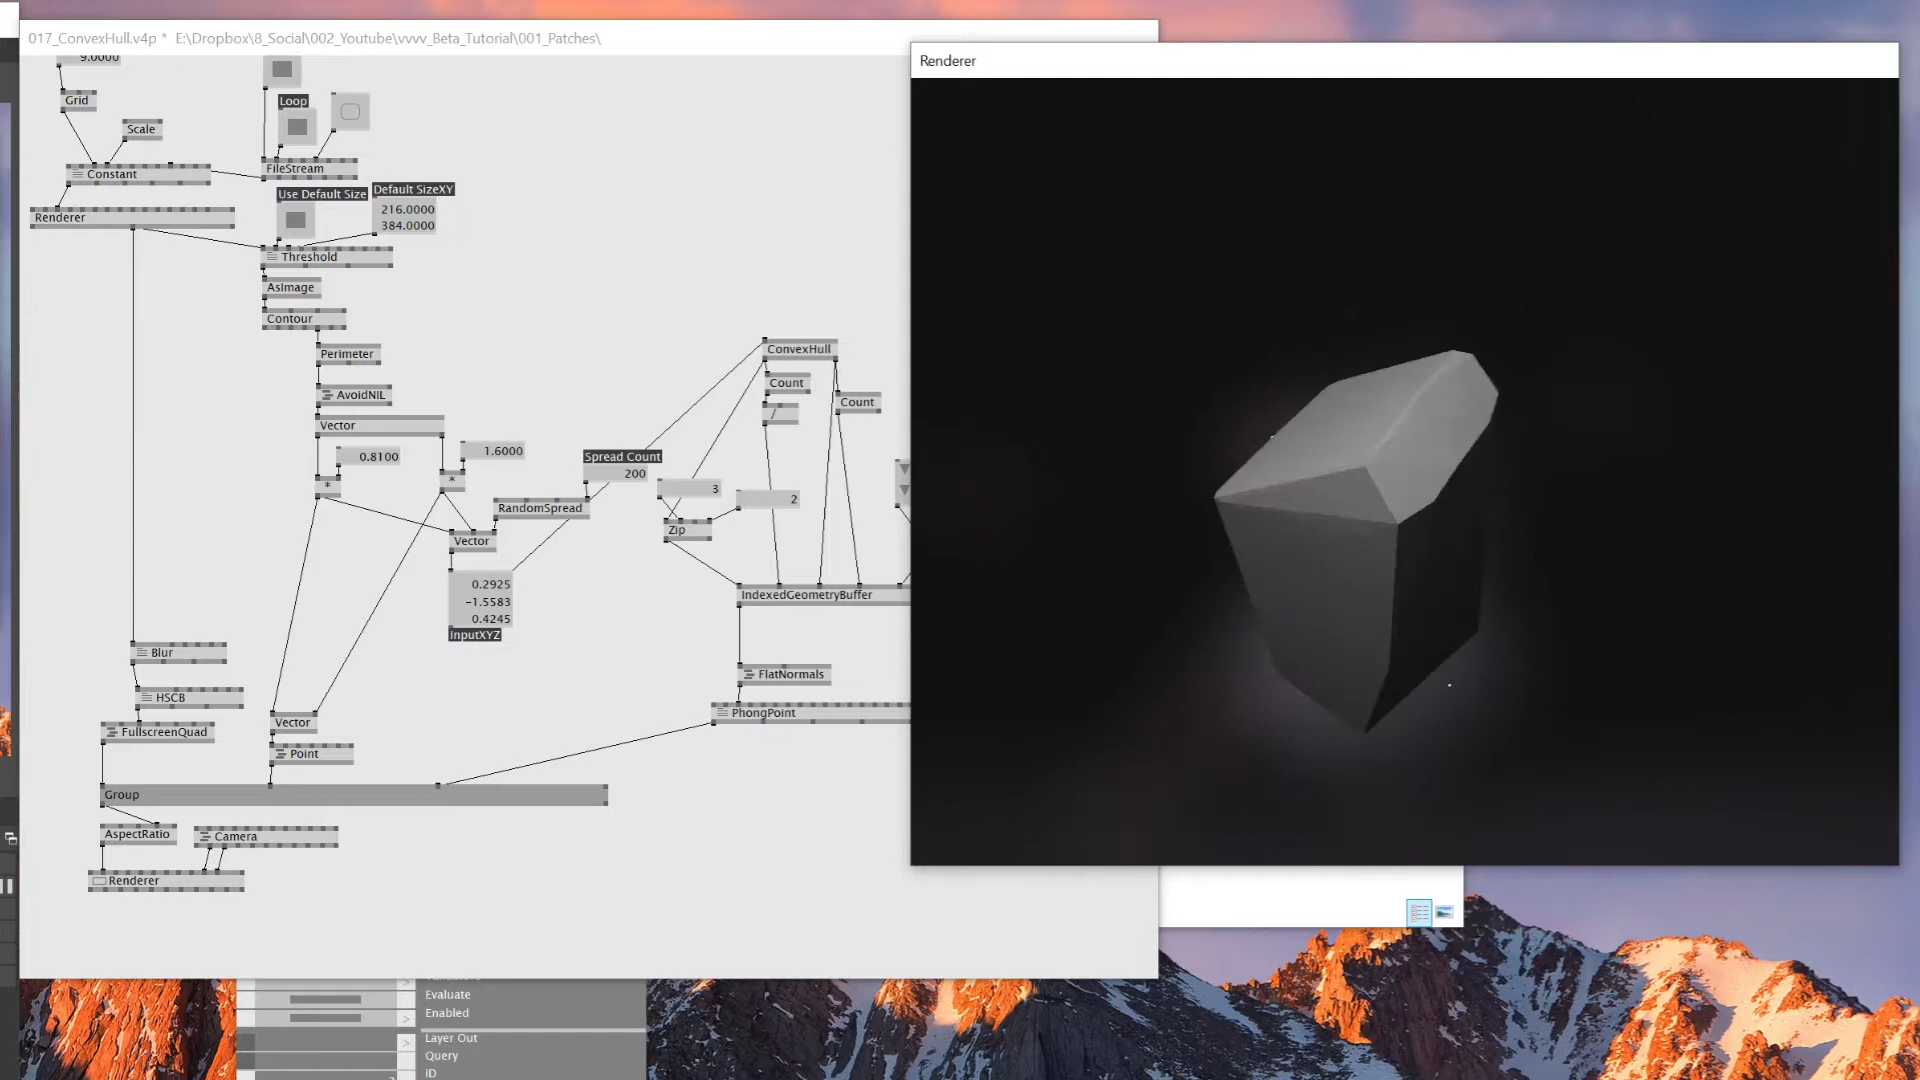 017_ConvexHull.v4p * E:\Dropbox\8_Social\002_Youtube\vvvv_Beta_Tutorial\001_Patches\
Renderer
9.0000
Grid
Loop
Scale
FileStream
Constant
Use Default Size
Default SizeXY
216.0000
384.0000
Renderer
Threshold
AsImage
Contour
Perimeter
AvoidNIL
Vector
0.8100
1.6000
*
*
ConvexHull
Count
/
Count
Spread Count
200
RandomSpread
3
2
Zip
Vector
0.2925
-1.5583
0.4245
InputXYZ
IndexedGeometryBuffer
FlatNormals
PhongPoint
Blur
HSCB
FullscreenQuad
Vector
Point
Group
AspectRatio
Camera
Renderer
Evaluate
Enabled
Layer Out
Query
ID